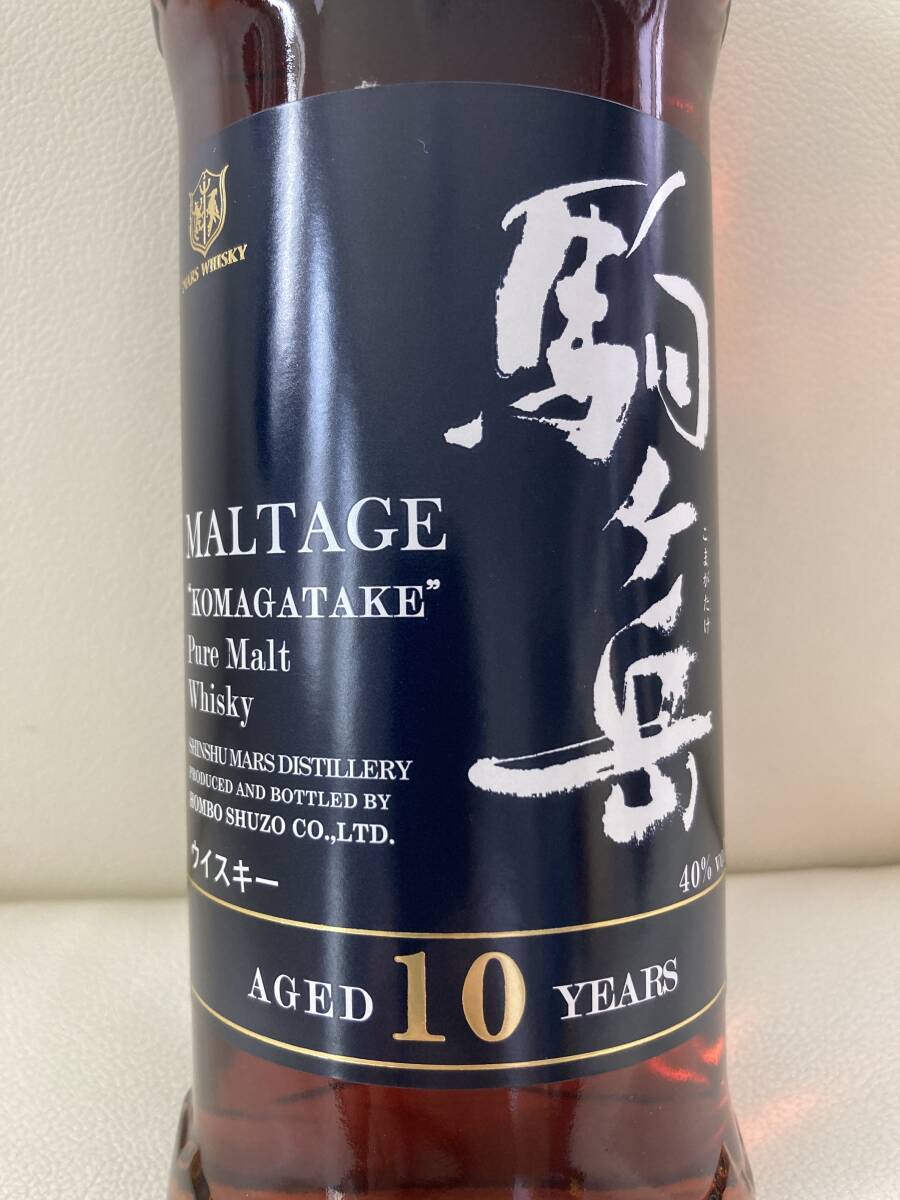 MARS WHISKY
駒ヶ岳
こまがたけ
MALTAGE
"KOMAGATAKE”
Pure Malt
Whisky
SHINSHU MARS DISTILLERY
PRODUCED AND BOTTLED BY
HOMBO SHUZO CO.,LTD.
ウイスキー
40%
AGED 10 YEARS